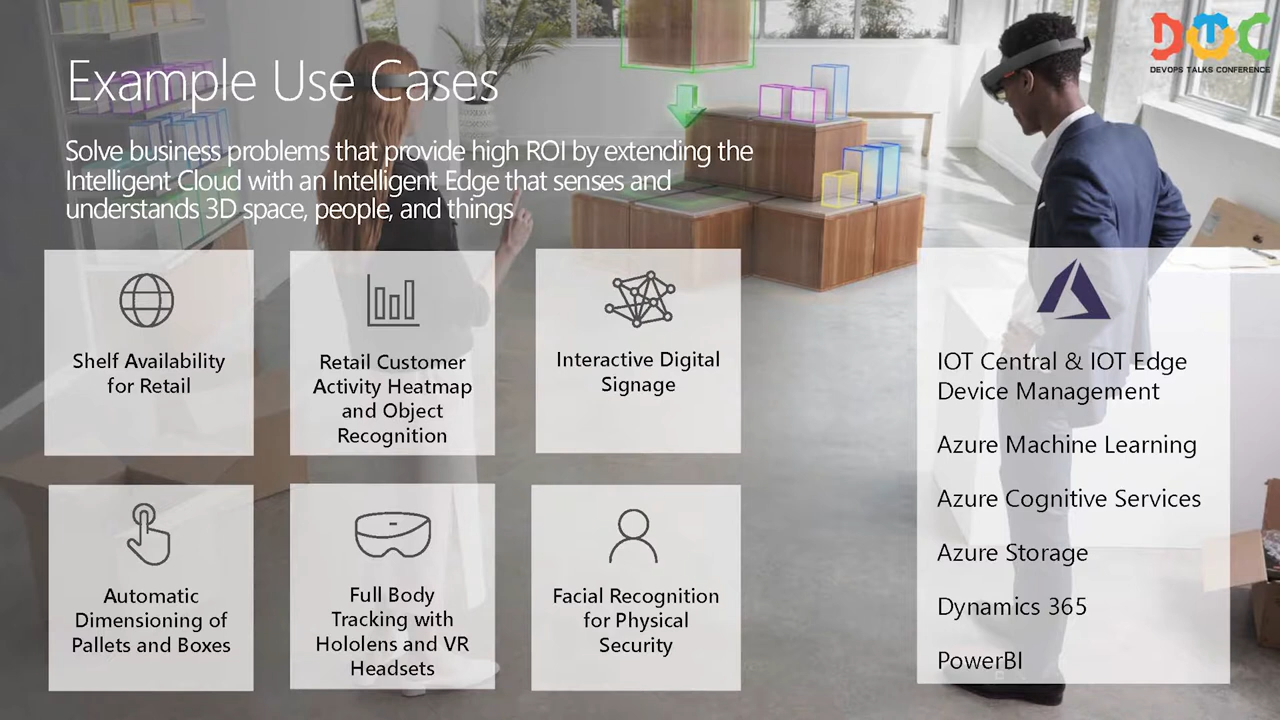 Example Use Cases
Solve business problems that provide high ROI by extending the
Intelligent Cloud with an Intelligent Edge that senses and
understands 3D space, people, and things
DEVOPS TALKS CONFERENCE
Shelf Availability
for Retail
Retail Customer
Activity Heatmap
and Object
Recognition
Interactive Digital
Signage
Automatic
Dimensioning of
Pallets and Boxes
Full Body
Tracking with
Hololens and VR
Headsets
Facial Recognition
for Physical
Security
IOT Central & IOT Edge
Device Management
Azure Machine Learning
Azure Cognitive Services
Azure Storage
Dynamics 365
PowerBI